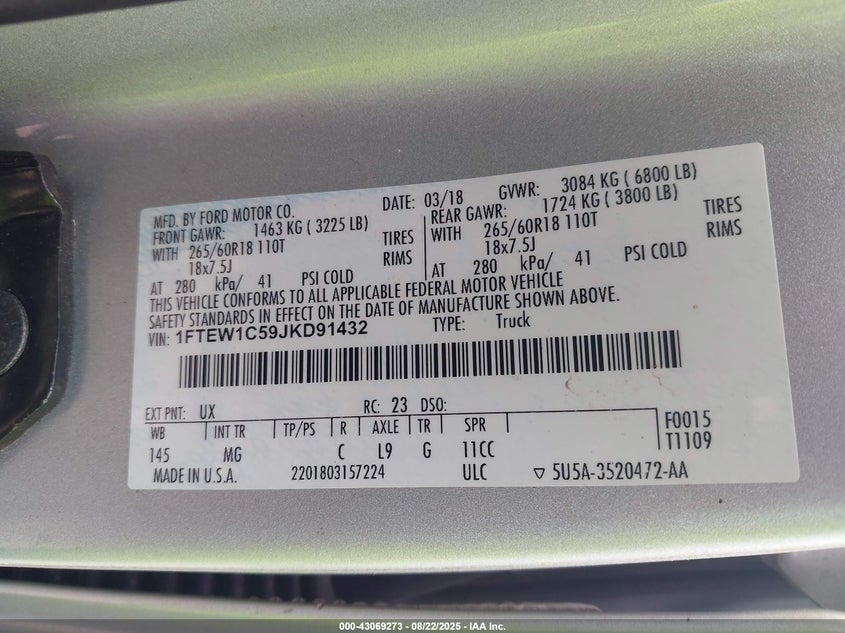 MFD. BY FORD MOTOR CO. DATE: 03/18 GVWR: 3084 KG ( 6800 LB)
FRONT GAWR: 1463 KG ( 3225 LB) REAR GAWR: 1724 KG ( 3800 LB)
WITH 265/60R18 110T TIRES WITH 265/60R18 110T TIRES
18x7.5J RIMS 18x7.5J RIMS
AT 280 kPa/ 41 PSI COLD AT 280 kPa/ 41 PSI COLD
THIS VEHICLE CONFORMS TO ALL APPLICABLE FEDERAL MOTOR VEHICLE
SAFETY STANDARDS IN EFFECT ON THE DATE OF MANUFACTURE SHOWN ABOVE.
VIN: 1FTEW1C59JKD91432 TYPE: Truck
EXT PNT: UX RC: 23 DSO:
WB INT TR TP/PS R AXLE TR SPR F0015
145 MG C L9 G 11CC T1109
MADE IN U.S.A. 2201803157224 ULC ▽ 5U5A-3520472-AA
000-43069273 - 08/22/2025 - IAA Inc.